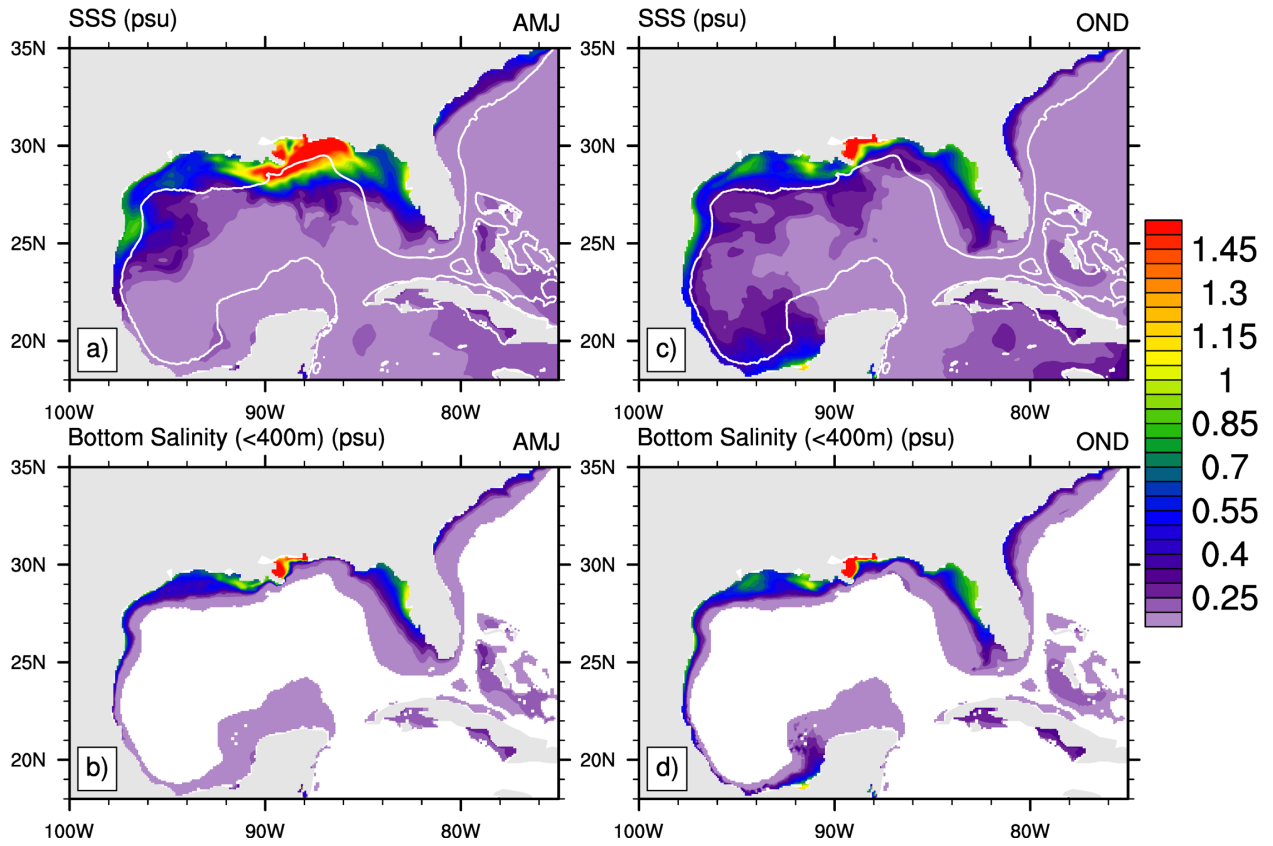 SSS (psu) AMJ
35N
30N
25N
20N
a)
100W 90W 80W
SSS (psu) OND
35N
30N
25N
20N
c)
100W 90W 80W
Bottom Salinity (<400m) (psu) AMJ
35N
30N
25N
20N
b)
100W 90W 80W
Bottom Salinity (<400m) (psu) OND
35N
30N
25N
20N
d)
100W 90W 80W
1.45
1.3
1.15
1
0.85
0.7
0.55
0.4
0.25